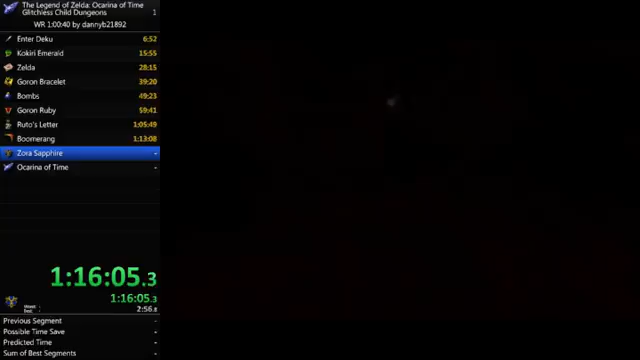 The Legend of Zelda: Ocarina of Time
Glitchless Child Dungeons 1
WR 1:00:40 by dannyb21892
Enter Deku 6:52
Kokiri Emerald 15:55
Zelda 28:15
Goron Bracelet 39:20
Bombs 49:23
Goron Ruby 59:41
Ruto's Letter 1:05:49
Boomerang 1:13:08
Zora Sapphire -
Ocarina of Time -
1:16:05.3
1:16:05.3
2:56.8
Previous Segment -
Possible Time Save -
Predicted Time -
Sum of Best Segments -